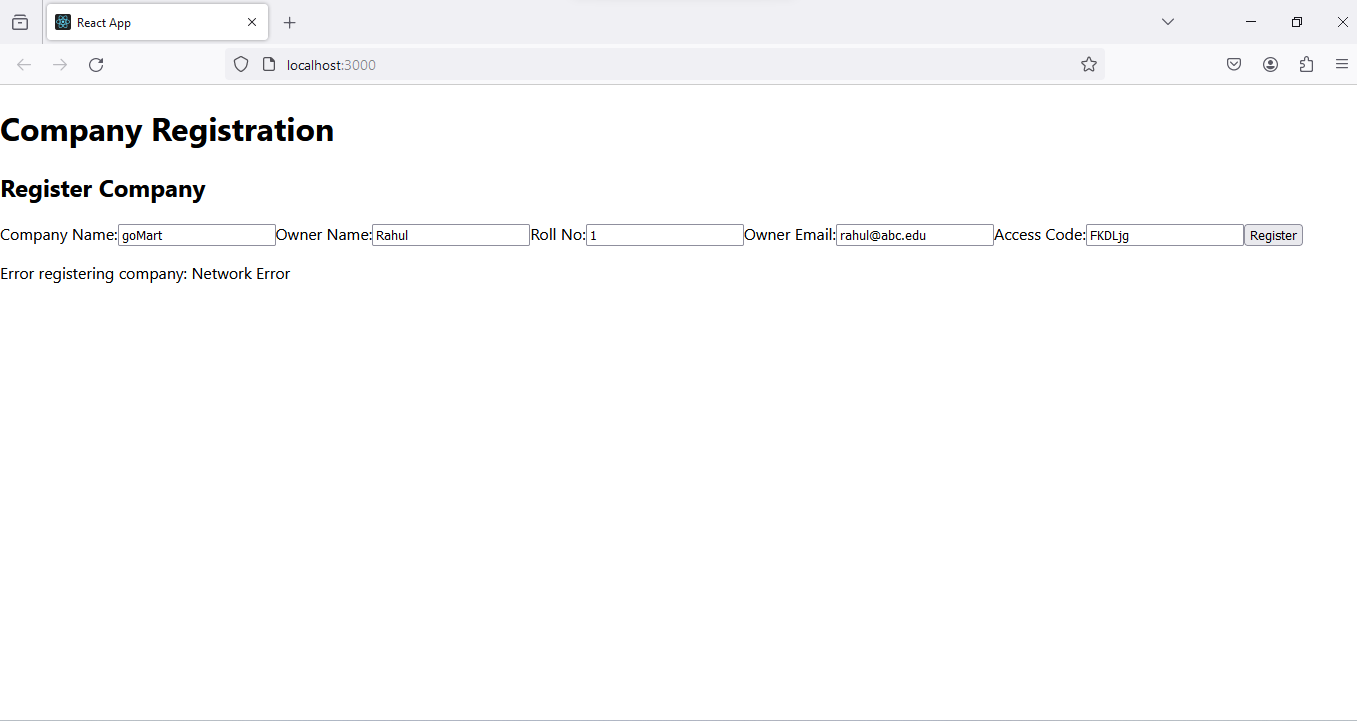 React App
localhost:3000
Company Registration
Register Company
Company Name: goMart Owner Name: Rahul Roll No: 1 Owner Email: rahul@abc.edu Access Code: FKDLjg Register
Error registering company: Network Error